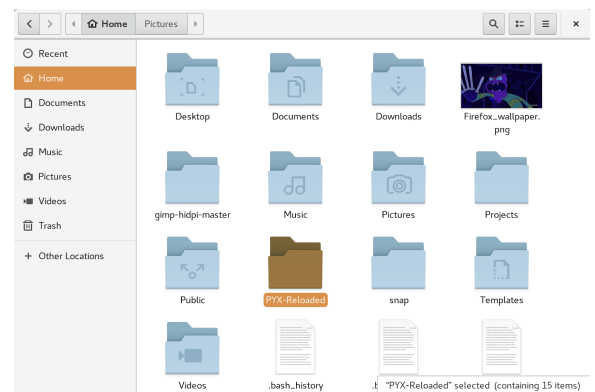 Home Pictures
Recent
Home
Documents
Downloads
Music
Pictures
Videos
Trash
+ Other Locations
Desktop Documents Downloads Firefox_wallpaper.
png
gimp-hidpi-master Music Pictures Projects
Public PYX-Reloaded snap Templates
Videos .bash_history .b "PYX-Reloaded" selected (containing 15 items)